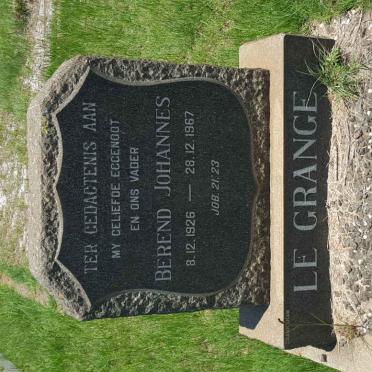 TER GEDAGTENIS AAN
MY GELIEFDE EGGENOOT
EN ONS VADER
BEREND JOHANNES
8.12.1926 — 28.12.1967
JOB. 21:23
LE GRANGE